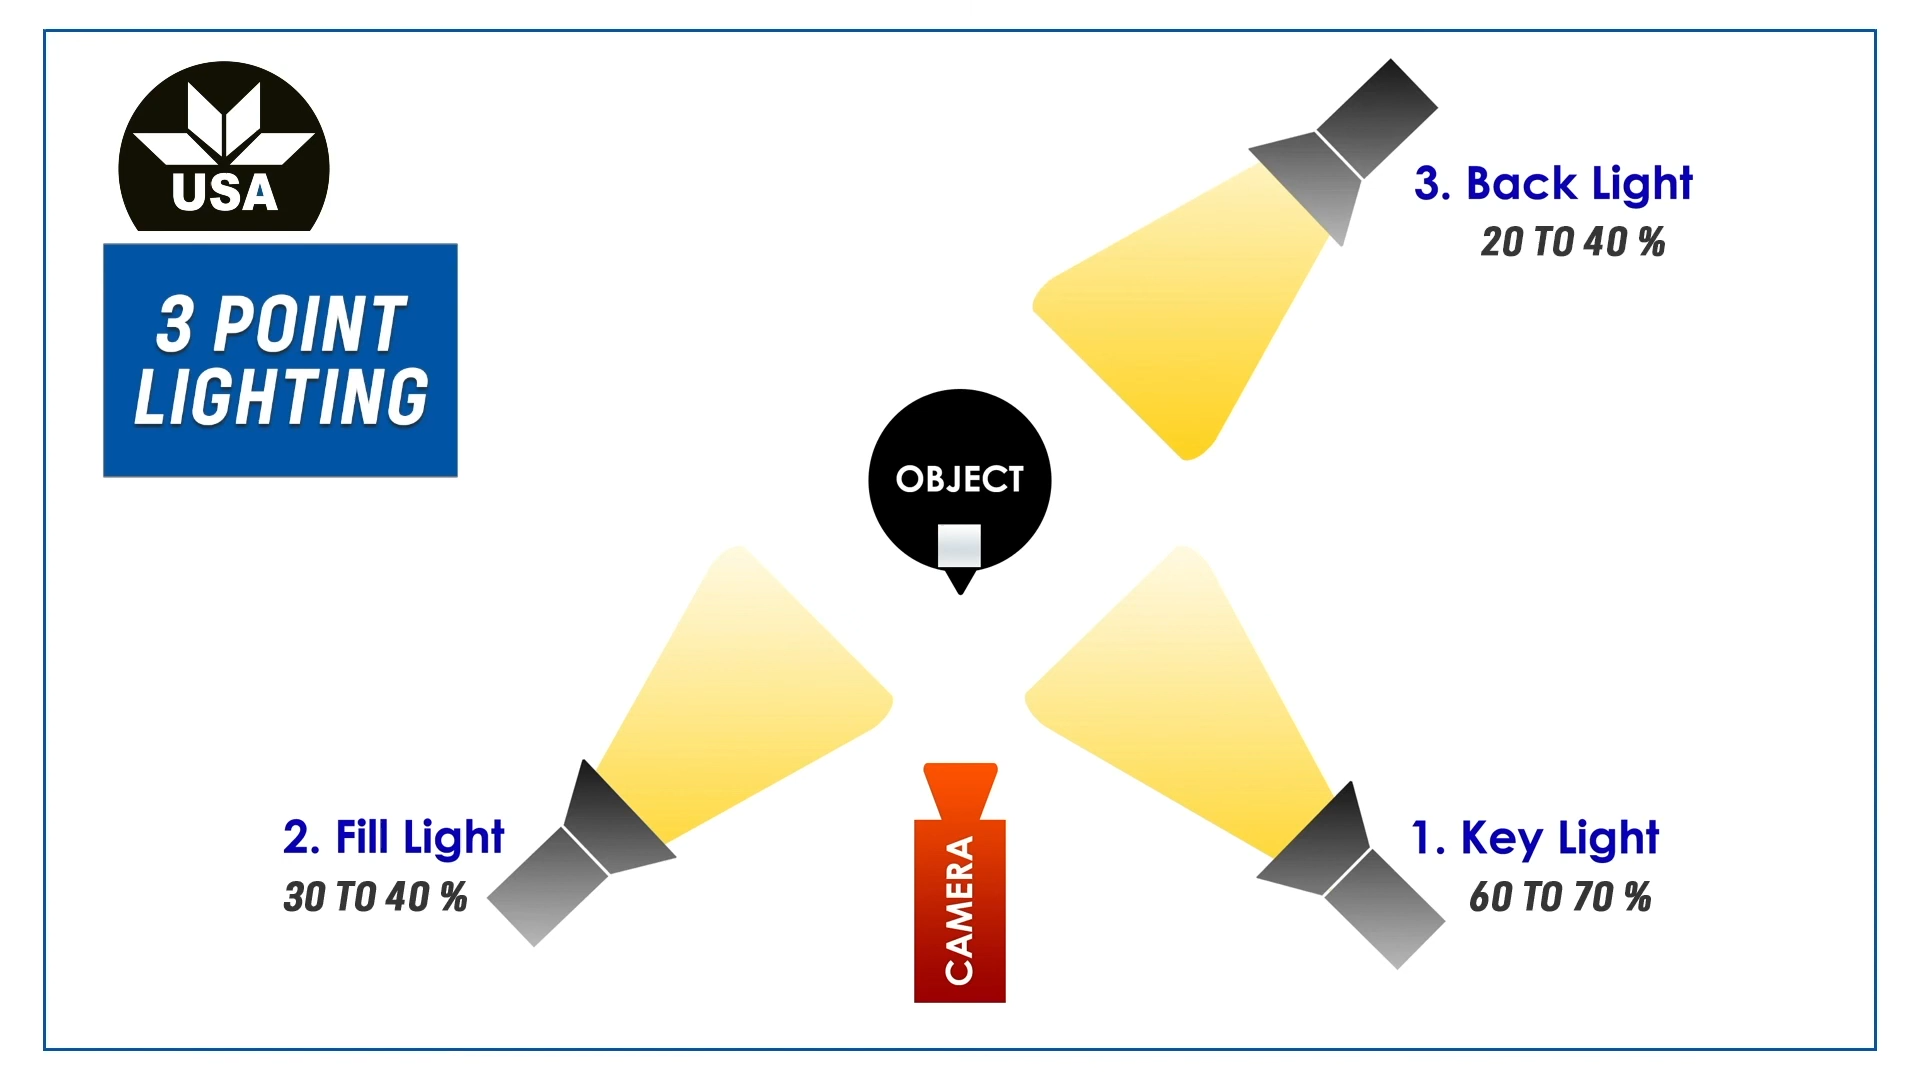 USA
3 POINT
LIGHTING
3. Back Light
20 TO 40 %
OBJECT
2. Fill Light
30 TO 40 %
CAMERA
1. Key Light
60 TO 70 %